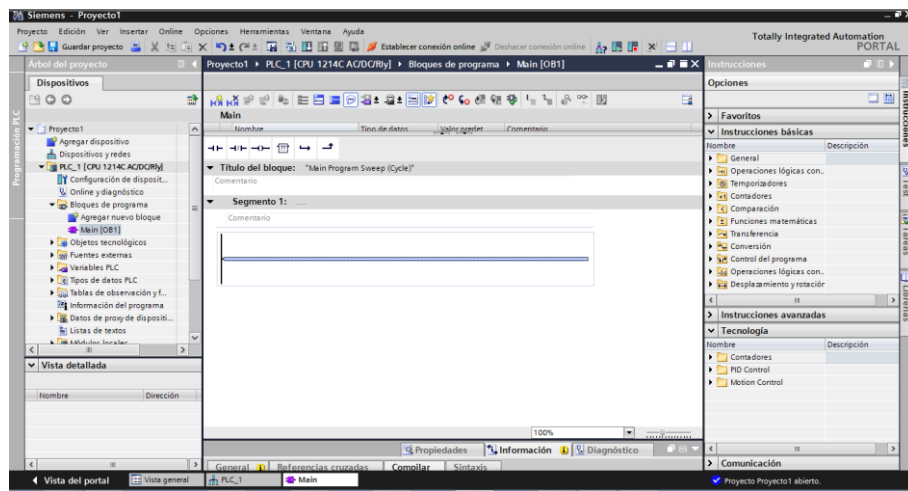 Siemens - Proyecto1
Proyecto Edición Ver Insertar Online Opciones Herramientas Ventana Ayuda
Totally Integrated Automation
PORTAL
Guardar proyecto
Establecer conexión online
Deshacer conexión online
Árbol del proyecto
Proyecto1 PLC_1 [CPU 1214C AC/DC/Rly] Bloques de programa Main [OB1]
Instrucciones
Dispositivos
Opciones
Programación PLC
Proyecto1
Agregar dispositivo
Dispositivos y redes
PLC_1 [CPU 1214C AC/DC/Rly]
Configuración de disposit...
Online y diagnóstico
Bloques de programa
Agregar nuevo bloque
Main [OB1]
Objetos tecnológicos
Fuentes externas
Variables PLC
Tipos de datos PLC
Tablas de observación y f...
Información del programa
Datos de proxy de dispositi...
Listas de textos
Módulos locales
Vista detallada
Nombre Dirección
Main
Nombre Tipo de datos Valor predet. Comentario
Título del bloque: "Main Program Sweep (Cycle)"
Comentario
Segmento 1: ....
Comentario
100%
Propiedades Información Diagnóstico
General Referencias cruzadas Compilar Sintaxis
Favoritos
Instrucciones básicas
Nombre Descripción
General
Operaciones lógicas con..
Temporizadores
Contadores
Comparación
Funciones matemáticas
Transferencia
Conversión
Control del programa
Operaciones lógicas con..
Desplazamiento y rotación
Instrucciones avanzadas
Tecnología
Nombre Descripción
Contadores
PID Control
Motion Control
Comunicación
Instrucciones
Test
Tareas
Librerías
Vista del portal Vista general PLC_1 Main Proyecto Proyecto1 abierto.